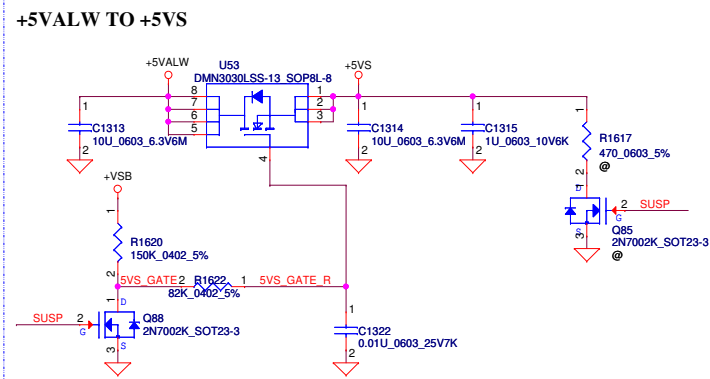 +5VALW TO +5VS
+5VALW
U53
DMN3030LSS-13_SOP8L-8
+5VS
8
7
6
5
1
2
3
4
1
C1313
10U_0603_6.3V6M
2
1
C1314
10U_0603_6.3V6M
2
1
C1315
1U_0603_10V6K
2
1
R1617
470_0603_5%
@
2
+VSB
1
R1620
150K_0402_5%
2
1
D
2
SUSP
G
S
3
Q85
2N7002K_SOT23-3
@
5VS_GATE
2
R1622
1
5VS_GATE_R
82K_0402_5%
1
D
SUSP
2
G
S
3
Q88
2N7002K_SOT23-3
1
C1322
0.01U_0603_25V7K
2